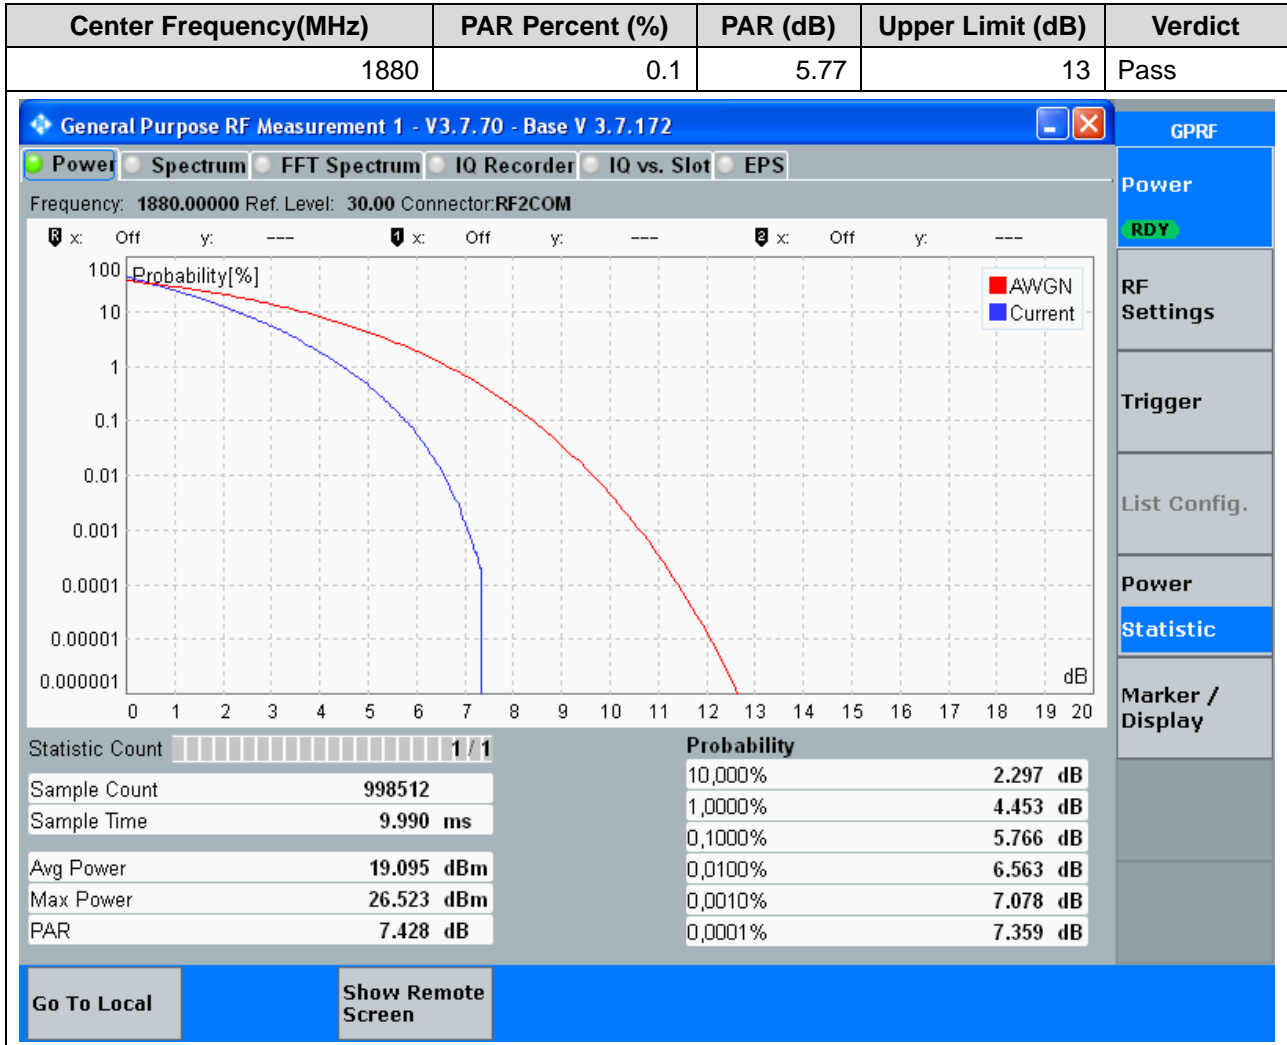 Center Frequency(MHz) PAR Percent (%) PAR (dB) Upper Limit (dB) Verdict
1880 0.1 5.77 13 Pass
General Purpose RF Measurement 1 - V3.7.70 - Base V 3.7.172
GPRF
Power Spectrum FFT Spectrum IQ Recorder IQ vs. Slot EPS
Frequency: 1880.00000 Ref. Level: 30.00 Connector:RF2COM
R x: Off y: --- 1 x: Off y: --- 2 x: Off y: ---
Probability[%]
100
10
1
0.1
0.01
0.001
0.0001
0.00001
0.000001
AWGN
Current
dB
0 1 2 3 4 5 6 7 8 9 10 11 12 13 14 15 16 17 18 19 20
Statistic Count 1 / 1
Sample Count 998512
Sample Time 9.990 ms
Avg Power 19.095 dBm
Max Power 26.523 dBm
PAR 7.428 dB
Probability
10,000% 2.297 dB
1,0000% 4.453 dB
0,1000% 5.766 dB
0,0100% 6.563 dB
0,0010% 7.078 dB
0,0001% 7.359 dB
Power
RDY
RF
Settings
Trigger
List Config.
Power
Statistic
Marker /
Display
Go To Local
Show Remote
Screen